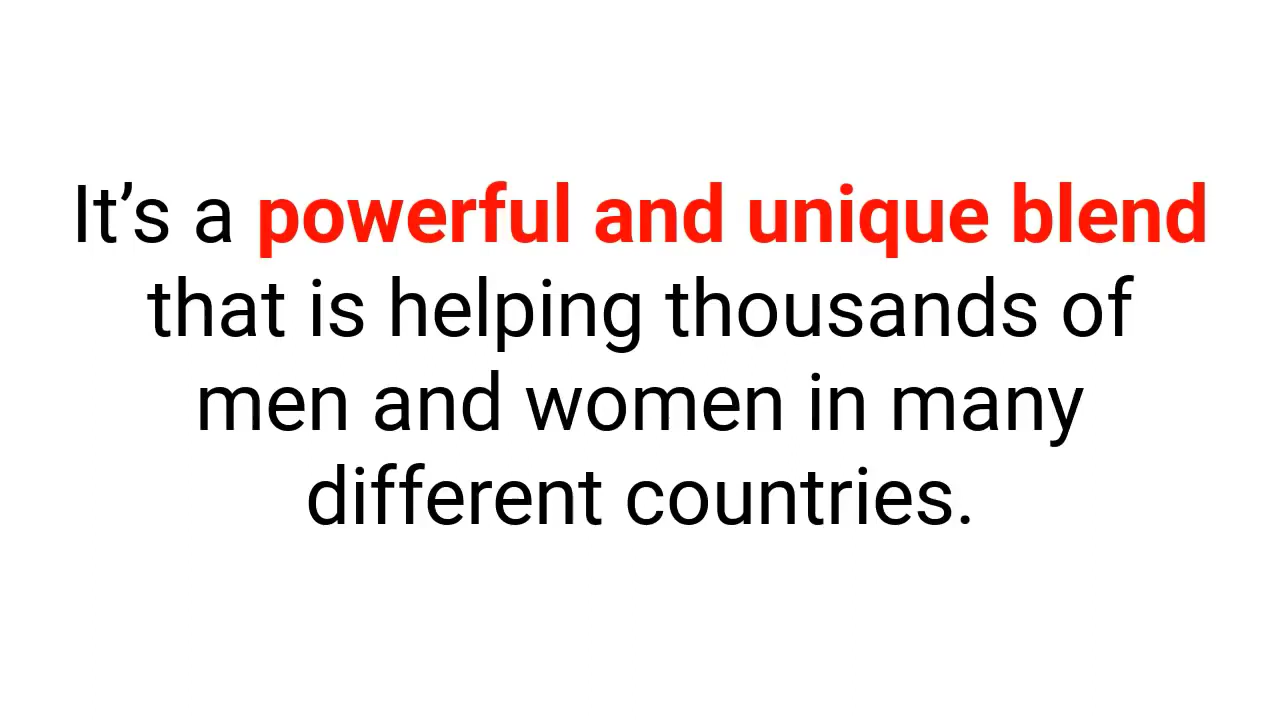 It’s a powerful and unique blend
that is helping thousands of
men and women in many
different countries.